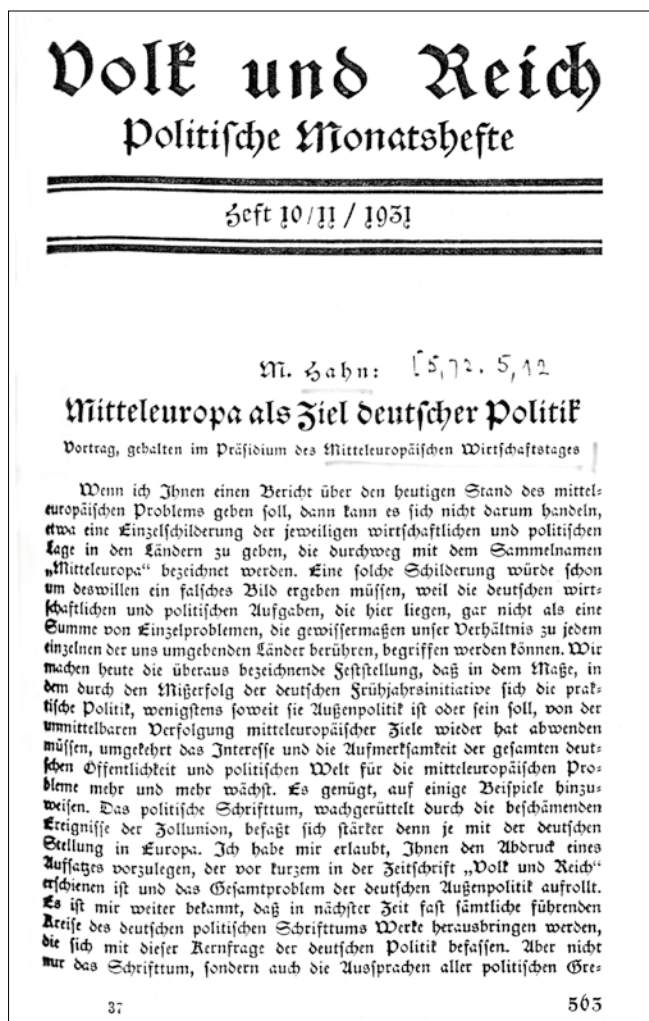 Volk und Reich
Politische Monatshefte
Heft 10/11 / 1931
M. Hahn: [5,72. 5,12
Mitteleuropa als Ziel deutscher Politik
Vortrag, gehalten im Präsidium des Mitteleuropäischen Wirtschaftstages
Wenn ich Ihnen einen Bericht über den heutigen Stand des mittel-
europäischen Problems geben soll, dann kann es sich nicht darum handeln,
etwa eine Einzelschilderung der jeweiligen wirtschaftlichen und politischen
Lage in den Ländern zu geben, die durchweg mit dem Sammelnamen
„Mitteleuropa“ bezeichnet werden. Eine solche Schilderung würde schon
um deswillen ein falsches Bild ergeben müssen, weil die deutschen wirt-
schaftlichen und politischen Aufgaben, die hier liegen, gar nicht als eine
Summe von Einzelproblemen, die gewissermaßen unser Verhältnis zu jedem
einzelnen der uns umgebenden Länder berühren, begriffen werden können. Wir
machen heute die überaus bezeichnende Feststellung, daß in dem Maße, in
dem durch den Mißerfolg der deutschen Frühjahrsinitiative sich die prak-
tische Politik, wenigstens soweit sie Außenpolitik ist oder sein soll, von der
unmittelbaren Verfolgung mitteleuropäischer Ziele wieder hat abwenden
müssen, umgekehrt das Interesse und die Aufmerksamkeit der gesamten deut-
schen Öffentlichkeit und politischen Welt für die mitteleuropäischen Pro-
bleme mehr und mehr wächst. Es genügt, auf einige Beispiele hinzu-
weisen. Das politische Schrifttum, wachgerüttelt durch die beschämenden
Ereignisse der Zollunion, befaßt sich stärker denn je mit der deutschen
Stellung in Europa. Ich habe mir erlaubt, Ihnen den Abdruck eines
Aufsatzes vorzulegen, der vor kurzem in der Zeitschrift „Volk und Reich“
erschienen ist und das Gesamtproblem der deutschen Außenpolitik aufrollt.
Es ist mir weiter bekannt, daß in nächster Zeit fast sämtliche führenden
Kreise des deutschen politischen Schrifttums Werke herausbringen werden,
die sich mit dieser Kernfrage der deutschen Politik befassen. Aber nicht
nur das Schrifttum, sondern auch die Aussprachen aller politischen Gre-
37 563